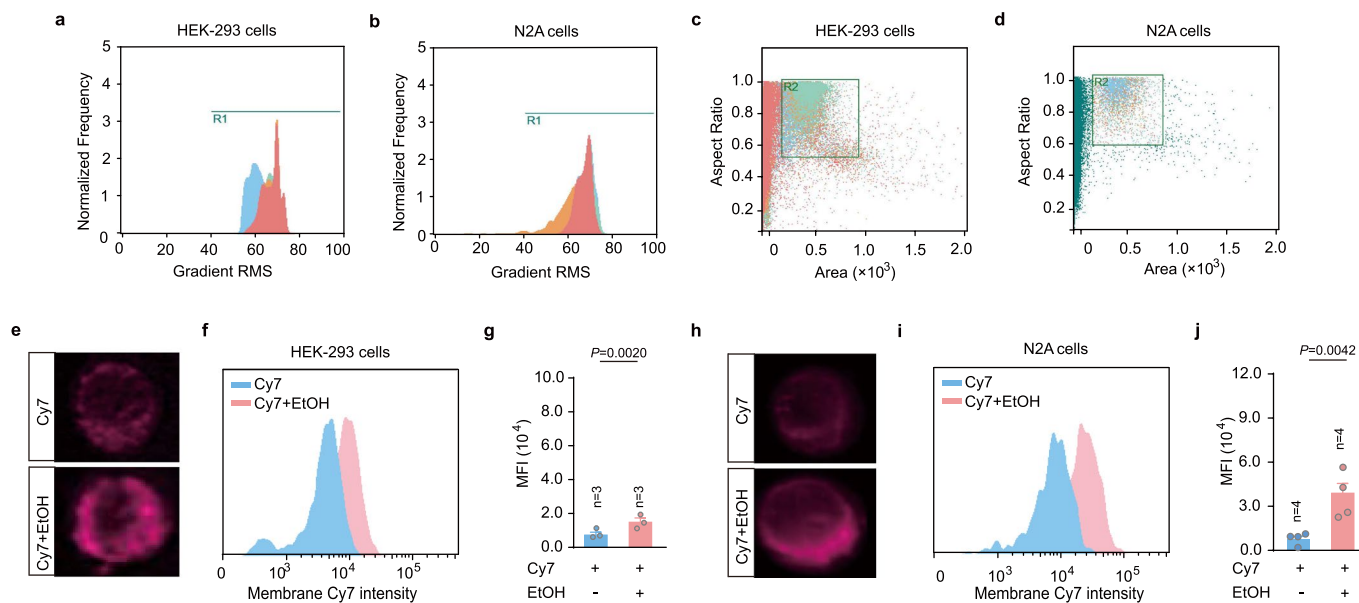 a
HEK-293 cells
5
4
3
2
1
0
Normalized Frequency
R1
0 20 40 60 80 100
Gradient RMS
b
N2A cells
5
4
3
2
1
0
Normalized Frequency
R1
0 20 40 60 80 100
Gradient RMS
c
HEK-293 cells
1.0
0.8
0.6
0.4
0.2
Aspect Ratio
R2
0 0.5 1.0 1.5 2.0
Area (×10³)
d
N2A cells
1.0
0.8
0.6
0.4
0.2
Aspect Ratio
R2
0 0.5 1.0 1.5 2.0
Area (×10³)
e
Cy7
Cy7+EtOH
f
HEK-293 cells
Cy7
Cy7+EtOH
0 10³ 10⁴ 10⁵
Membrane Cy7 intensity
g
P=0.0020
10.0
8.0
6.0
4.0
2.0
0.0
MFI (10⁴)
n=3
n=3
Cy7 + +
EtOH - +
h
Cy7
Cy7+EtOH
i
N2A cells
Cy7
Cy7+EtOH
0 10³ 10⁴ 10⁵
Membrane Cy7 intensity
j
P=0.0042
12.0
9.0
6.0
3.0
0.0
MFI (10⁴)
n=4
n=4
Cy7 + +
EtOH - +